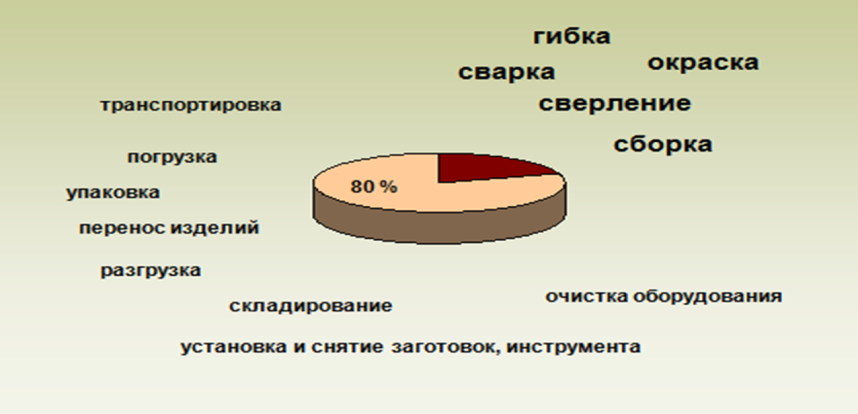 гибка
окраска
сварка
сверление
транспортировка
сборка
погрузка
80 %
упаковка
перенос изделий
разгрузка
очистка оборудования
складирование
установка и снятие заготовок, инструмента